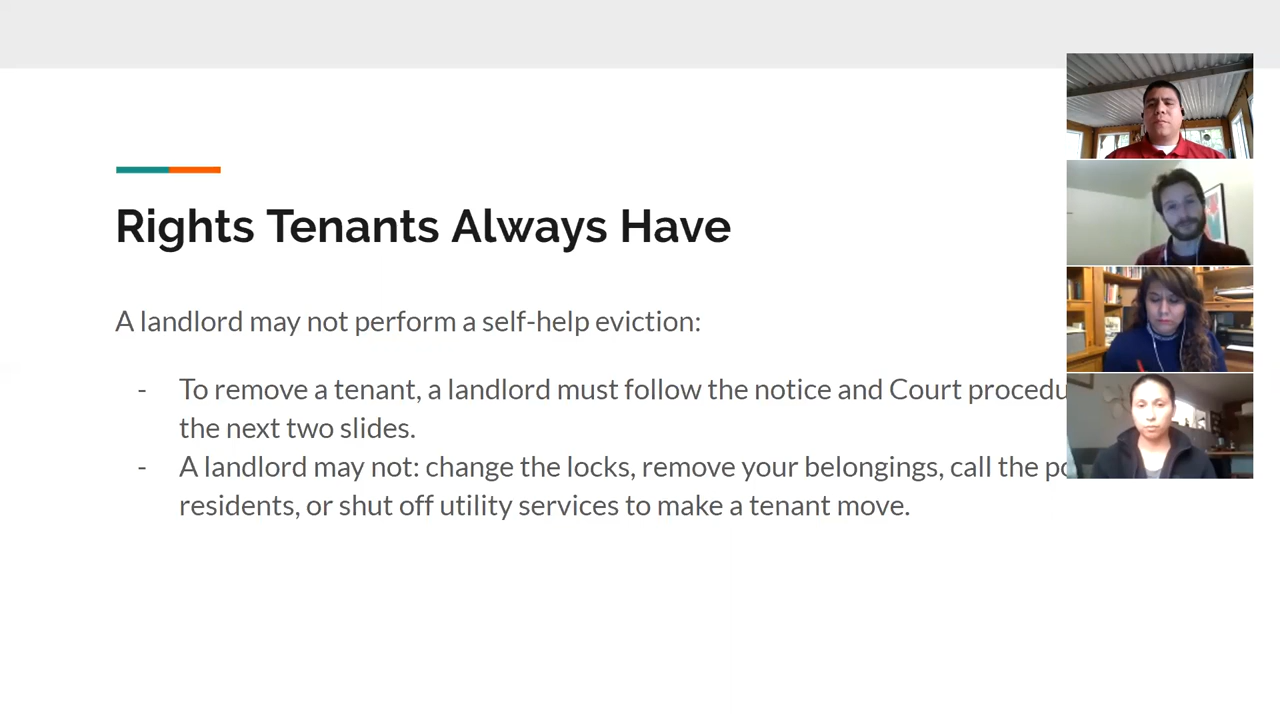 Rights Tenants Always Have
A landlord may not perform a self-help eviction:
- To remove a tenant, a landlord must follow the notice and Court
the next two slides.
- A landlord may not: change the locks, remove your belongings, call the
residents, or shut off utility services to make a tenant move.